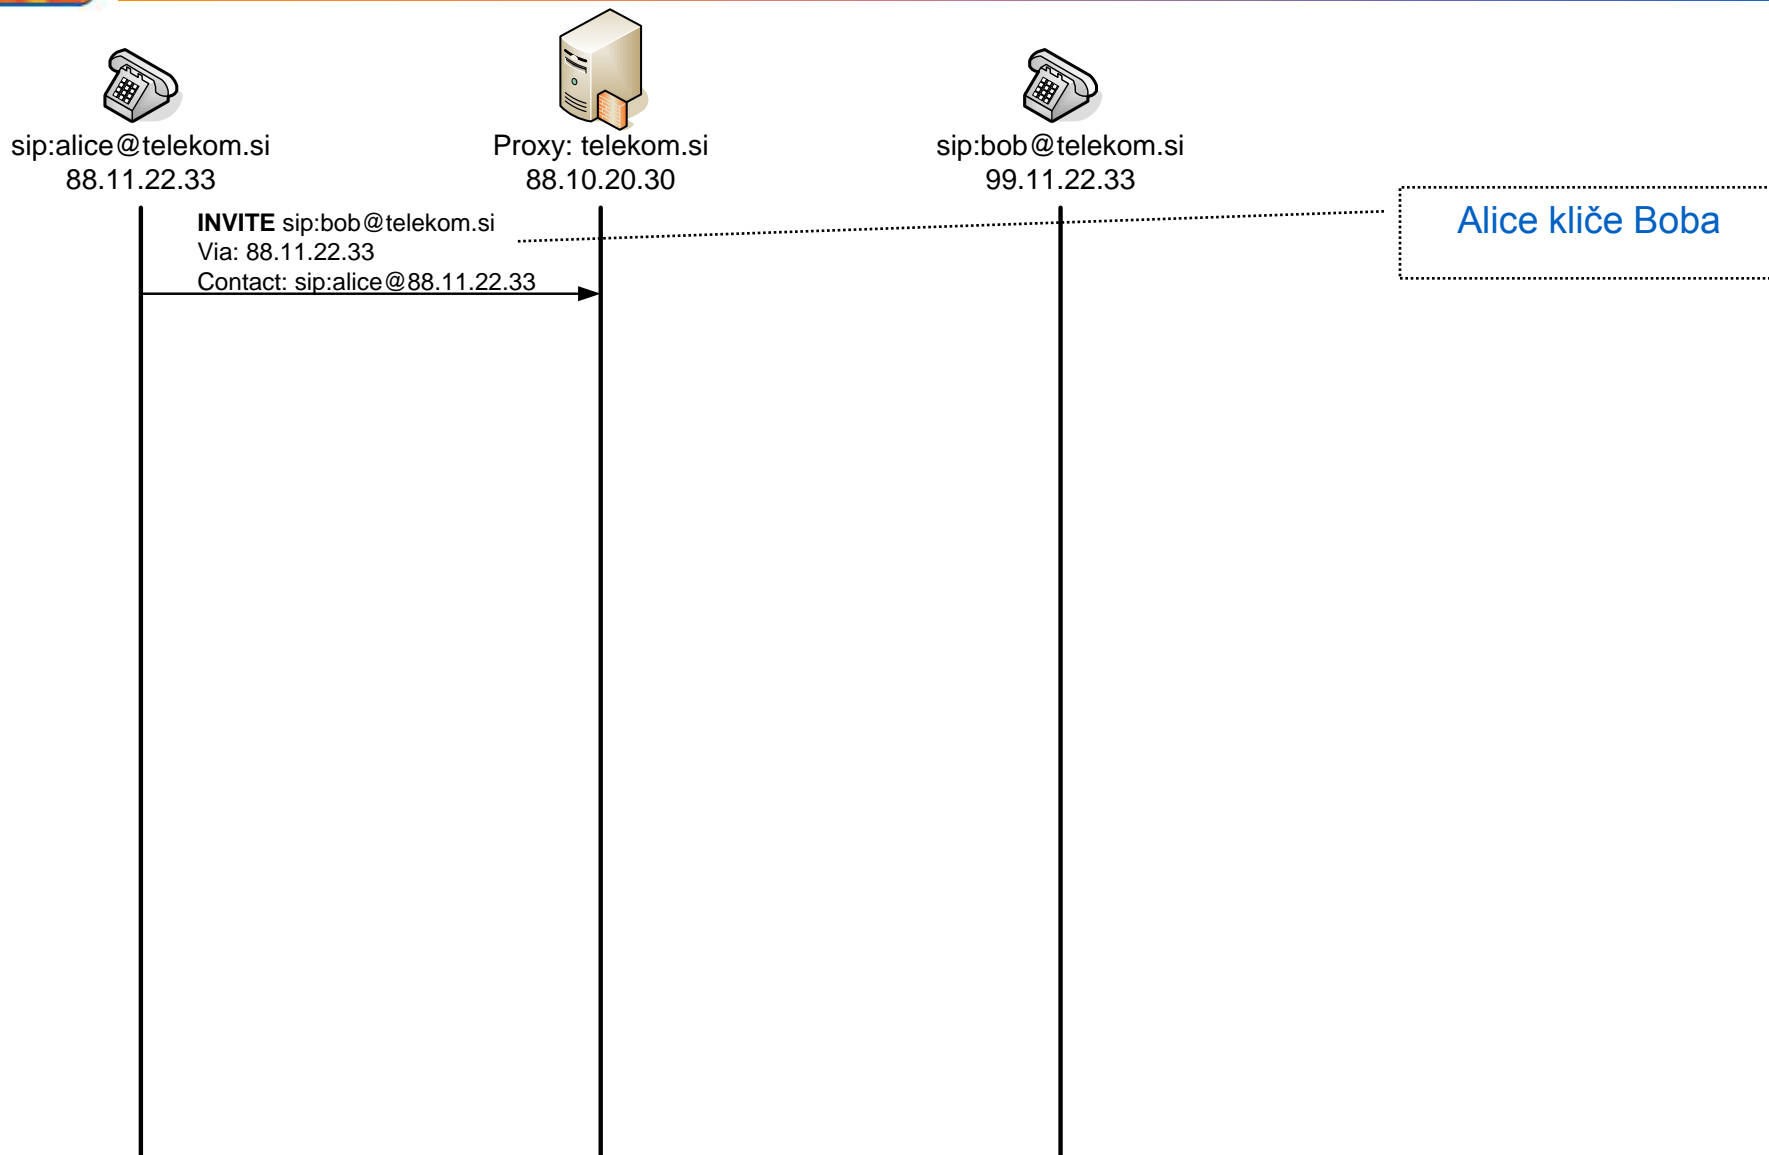 sip:alice@telekom.si
88.11.22.33
Proxy: telekom.si
88.10.20.30
sip:bob@telekom.si
99.11.22.33
INVITE sip:bob@telekom.si
Via: 88.11.22.33
Contact: sip:alice@88.11.22.33
Alice kliče Boba